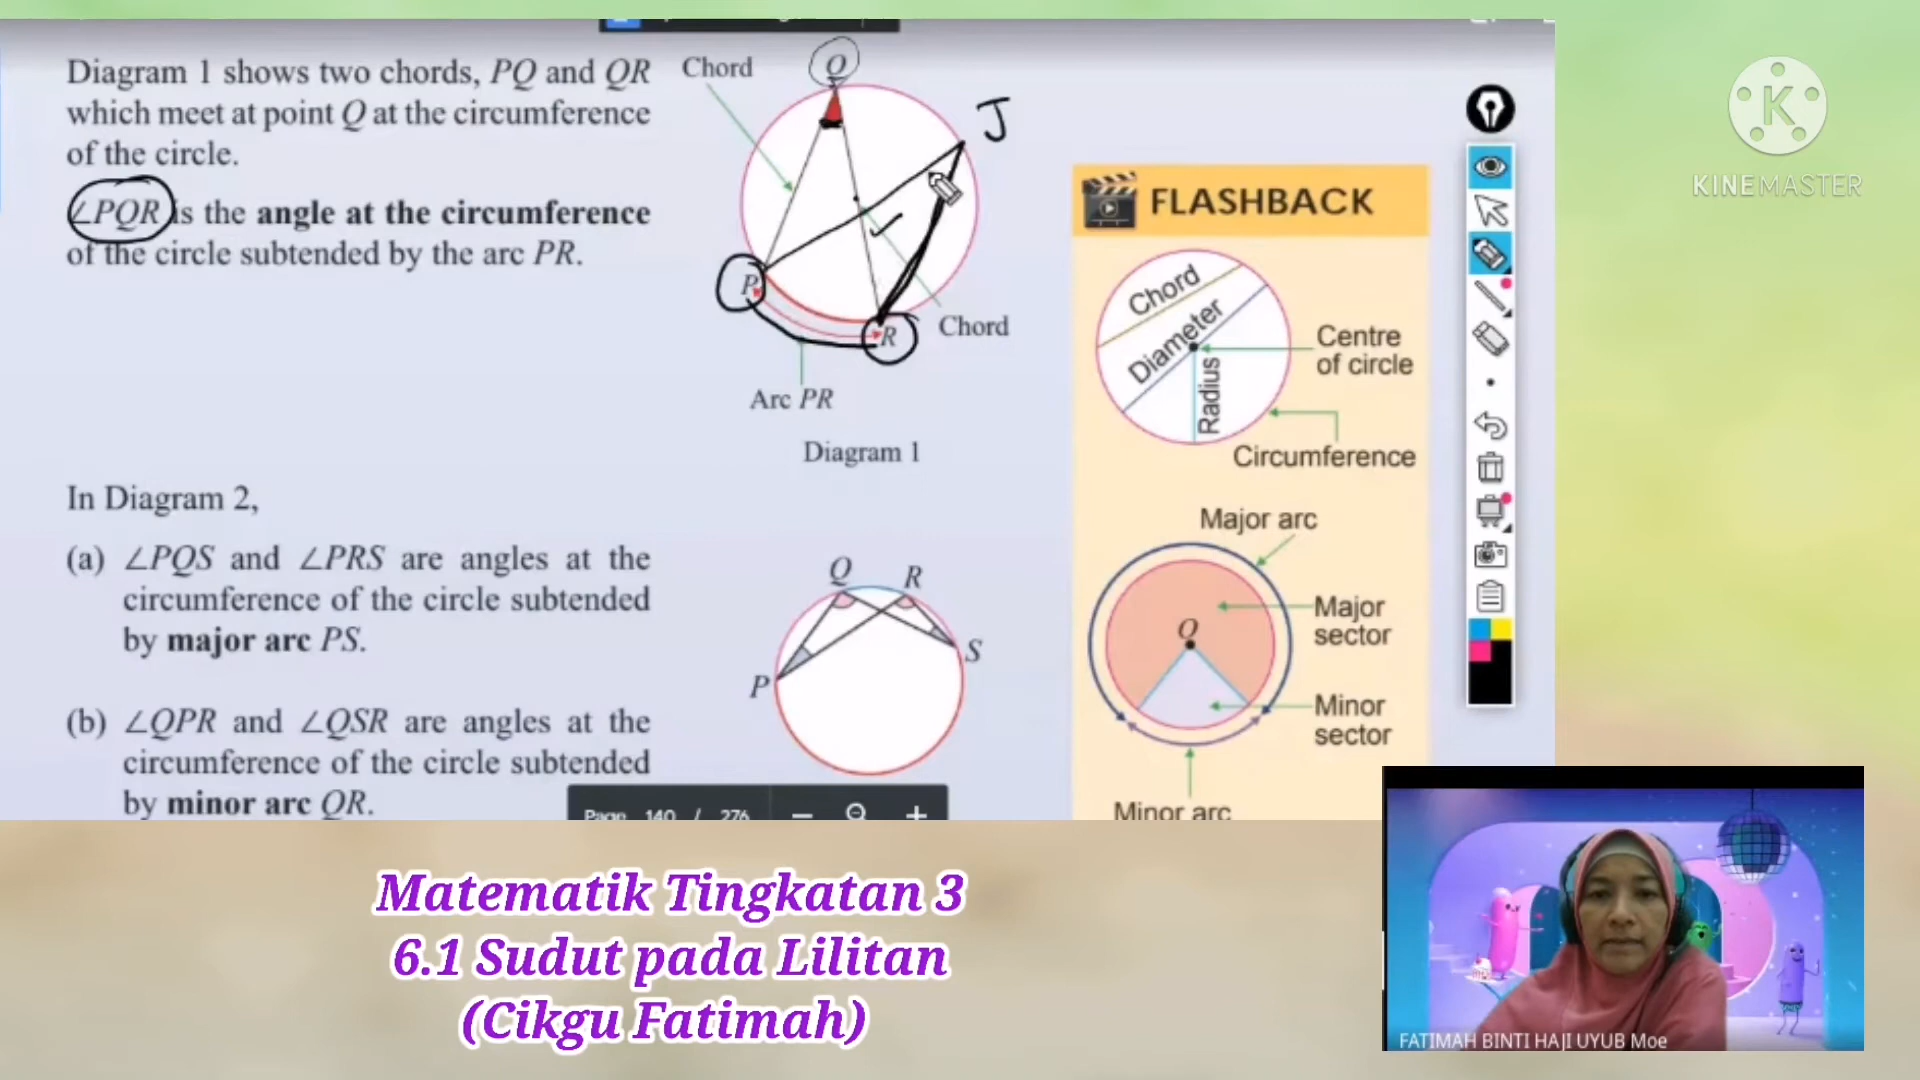 Diagram 1 shows two chords, PQ and QR
which meet at point Q at the circumference
of the circle.
∠PQR is the angle at the circumference
of the circle subtended by the arc PR.
Chord
Q
J
P
R
Chord
Arc PR
Diagram 1
In Diagram 2,
(a) ∠PQS and ∠PRS are angles at the
circumference of the circle subtended
by major arc PS.
(b) ∠QPR and ∠QSR are angles at the
circumference of the circle subtended
by minor arc QR.
Q
R
S
P
Page 140 / 276
FLASHBACK
Chord
Diameter
Radius
Centre
of circle
Circumference
Major arc
O
Major
sector
Minor
sector
Minor arc
K
KINEMASTER
Matematik Tingkatan 3
6.1 Sudut pada Lilitan
(Cikgu Fatimah)
FATIMAH BINTI HAJI UYUB Moe